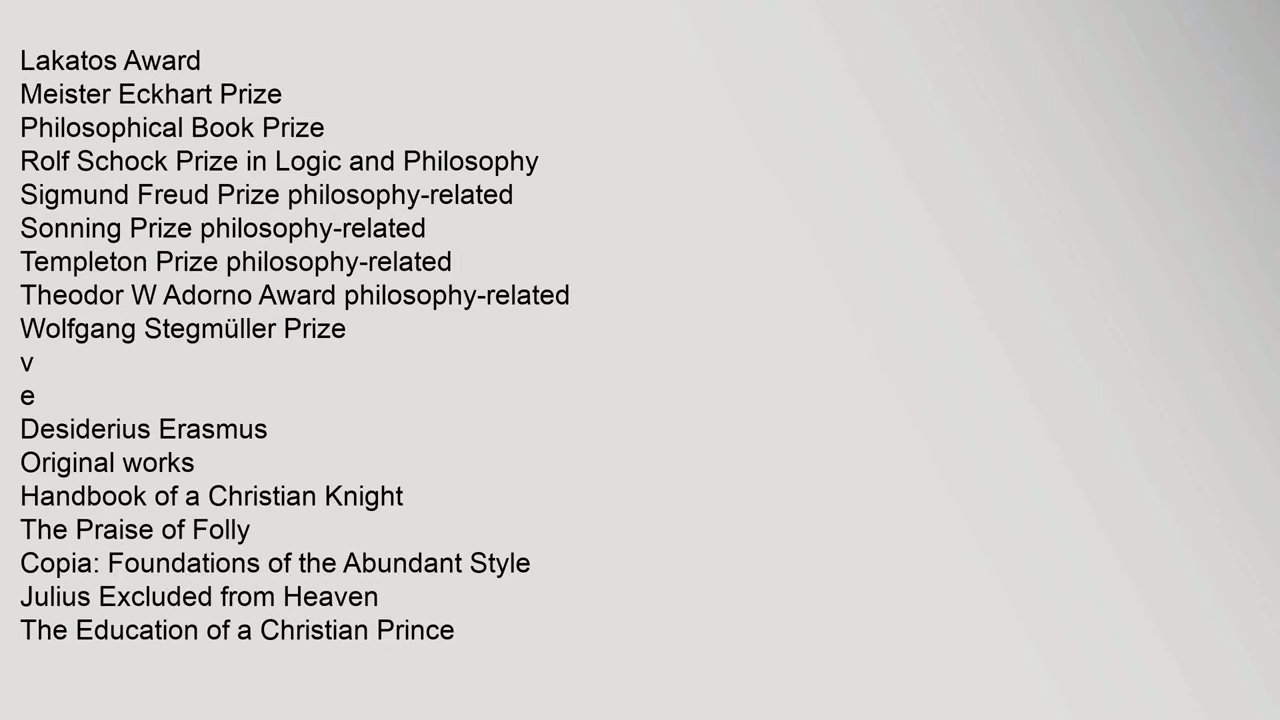 Lakatos Award
Meister Eckhart Prize
Philosophical Book Prize
Rolf Schock Prize in Logic and Philosophy
Sigmund Freud Prize philosophy-related
Sonning Prize philosophy-related
Templeton Prize philosophy-related
Theodor W Adorno Award philosophy-related
Wolfgang Stegmüller Prize
v
e
Desiderius Erasmus
Original works
Handbook of a Christian Knight
The Praise of Folly
Copia: Foundations of the Abundant Style
Julius Excluded from Heaven
The Education of a Christian Prince